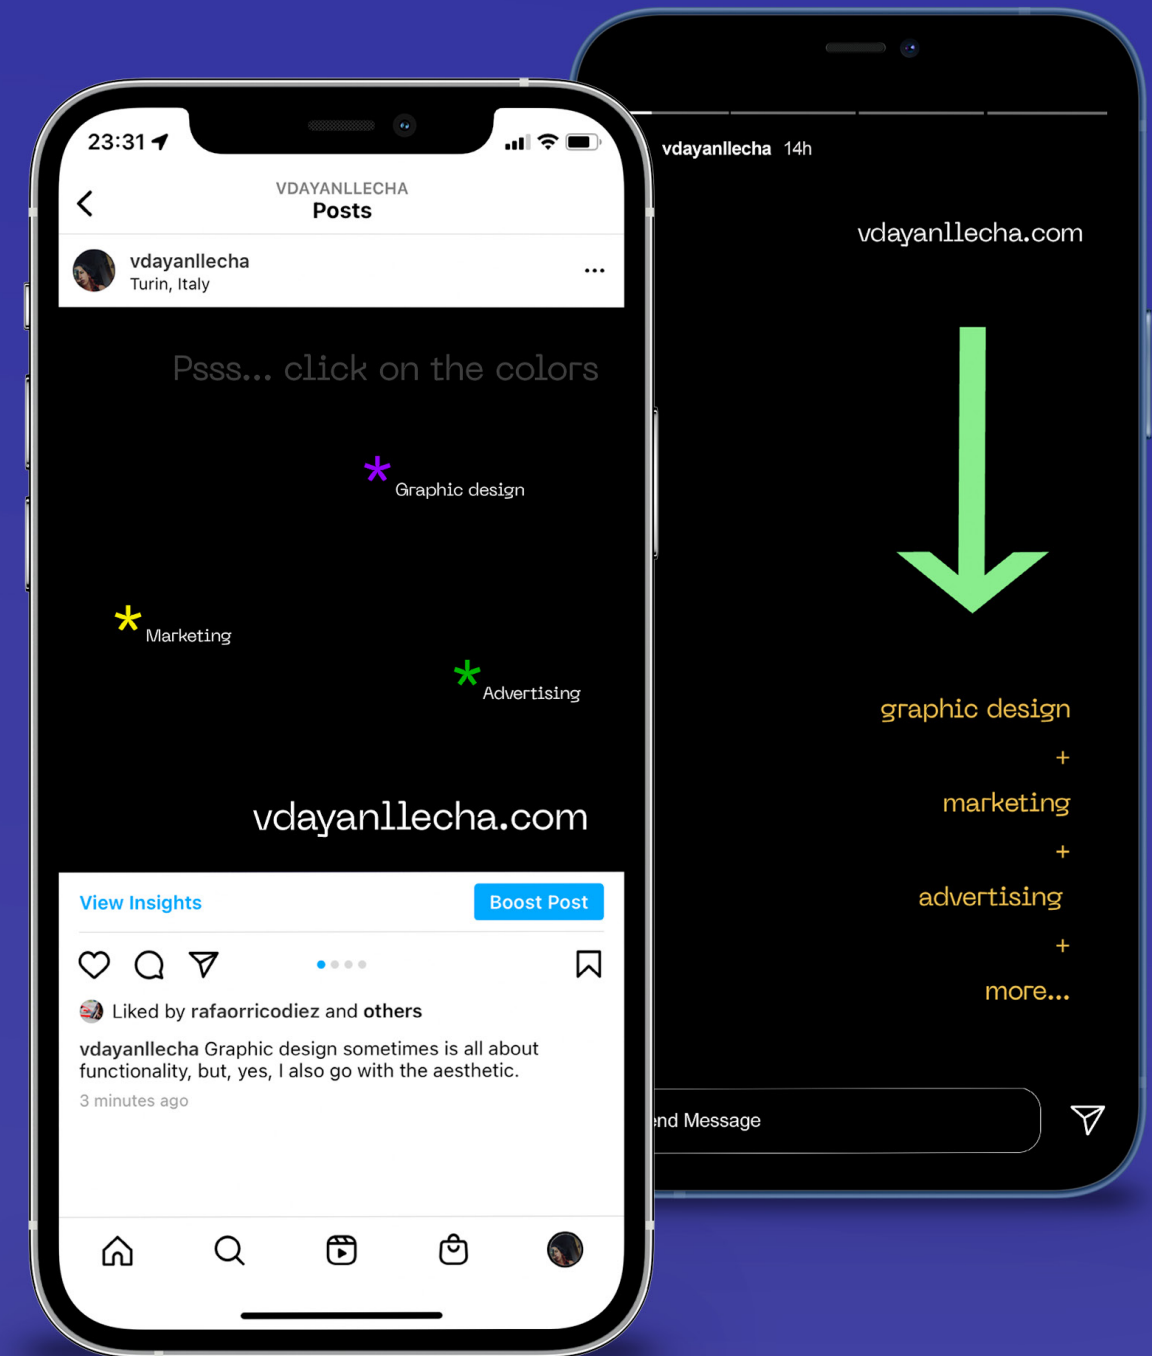 23:31
VDAYANLLECHA
Posts
vdayanllecha
Turin, Italy
Psss... click on the colors
* Graphic design
* Marketing
* Advertising
vdayanllecha.com
View Insights
Boost Post
Liked by rafaorricodiez and others
vdayanllecha Graphic design sometimes is all about
functionality, but, yes, I also go with the aesthetic.
3 minutes ago
vdayanllecha 14h
vdayanllecha.com
graphic design
+
marketing
+
advertising
+
more...
Message